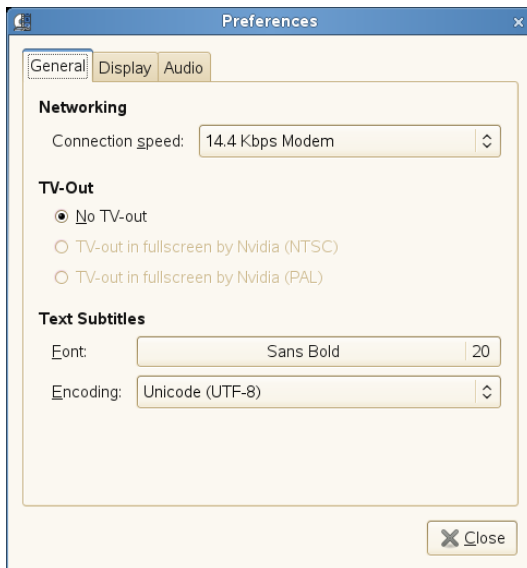 Preferences
General Display Audio
Networking
Connection speed: 14.4 Kbps Modem
TV-Out
No TV-out
TV-out in fullscreen by Nvidia (NTSC)
TV-out in fullscreen by Nvidia (PAL)
Text Subtitles
Font: Sans Bold 20
Encoding: Unicode (UTF-8)
Close